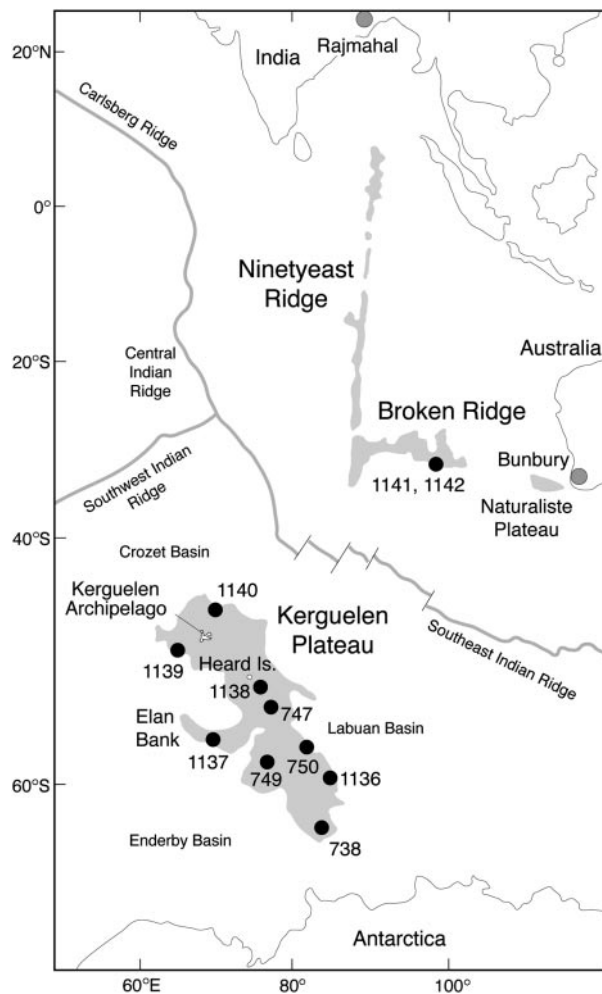 20°N
India
Rajmahal
Carlsberg Ridge
0°
Ninetyeast
Ridge
20°S
Central
Indian
Ridge
Australia
Broken Ridge
Bunbury
1141, 1142
Naturaliste
Plateau
Southwest Indian
Ridge
40°S
Crozet Basin
Kerguelen
Archipelago
1140
Kerguelen
Plateau
Southeast Indian Ridge
1139
Heard Is.
1138
747
Elan
Bank
Labuan Basin
1137
749
750
1136
60°S
Enderby Basin
738
Antarctica
60°E
80°
100°